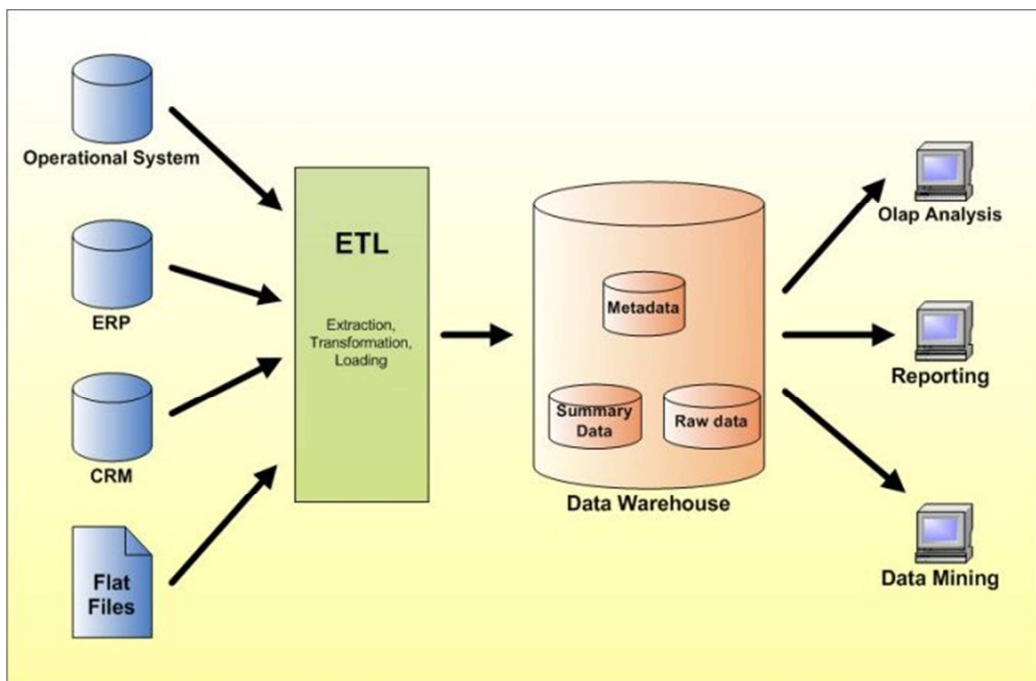 Operational System
ERP
CRM
Flat
Files
ETL
Extraction,
Transformation,
Loading
Metadata
Summary
Data
Raw data
Data Warehouse
Olap Analysis
Reporting
Data Mining